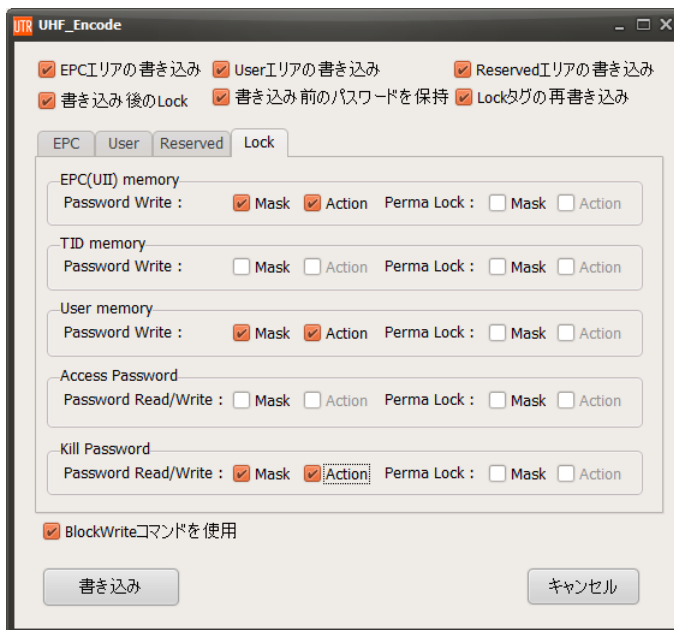 UTR UHF_Encode
EPCエリアの書き込み Userエリアの書き込み Reservedエリアの書き込み
書き込み後のLock 書き込み前のパスワードを保持 Lockタグの再書き込み
EPC User Reserved Lock
EPC(UII) memory
Password Write : Mask Action Perma Lock : Mask Action
TID memory
Password Write : Mask Action Perma Lock : Mask Action
User memory
Password Write : Mask Action Perma Lock : Mask Action
Access Password
Password Read/Write : Mask Action Perma Lock : Mask Action
Kill Password
Password Read/Write : Mask Action Perma Lock : Mask Action
BlockWriteコマンドを使用
書き込み キャンセル